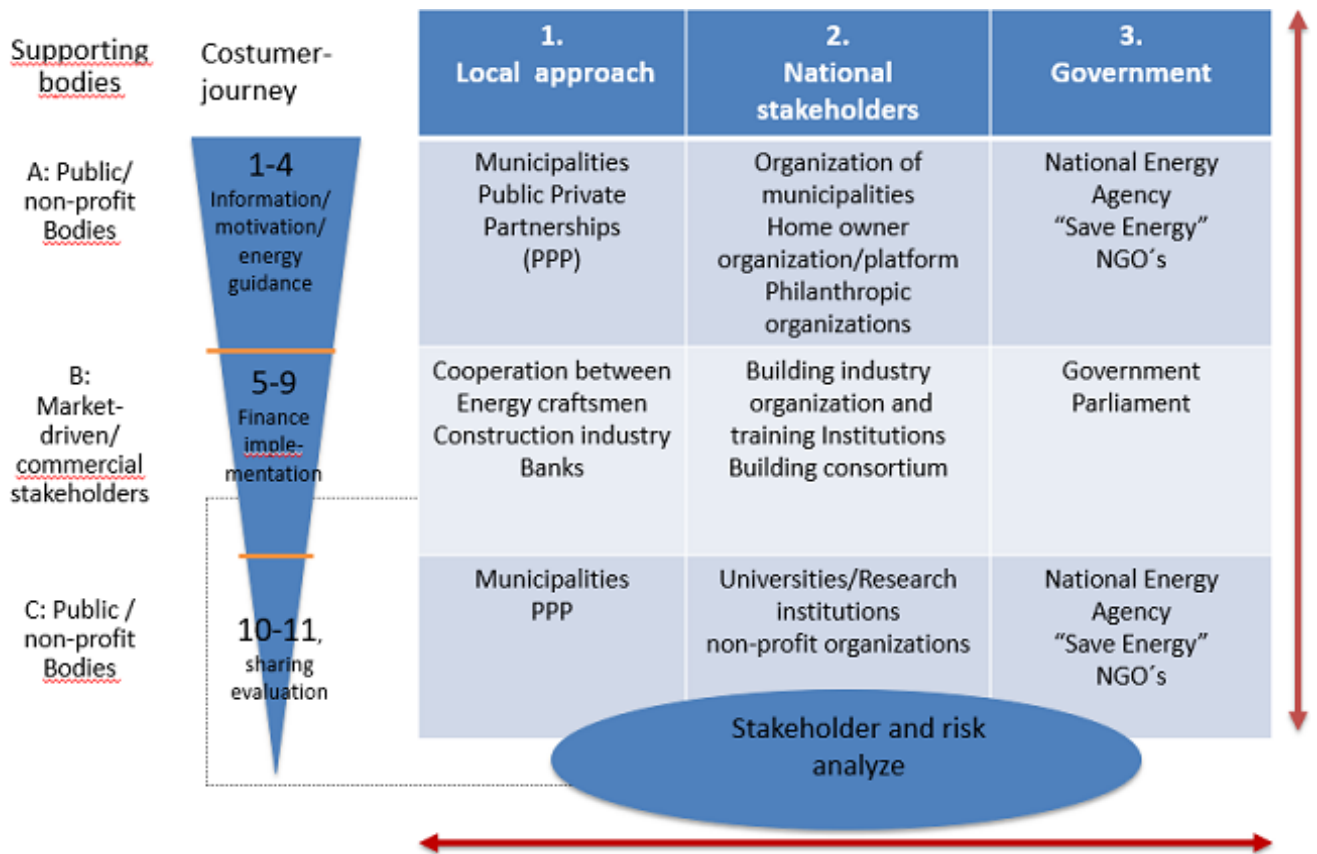 Supporting
bodies
Costumer-
journey
1.
Local approach
2.
National
stakeholders
3.
Government
A: Public/
non-profit
Bodies
1-4
Information/
motivation/
energy
guidance
Municipalities
Public Private
Partnerships
(PPP)
Organization of
municipalities
Home owner
organization/platform
Philanthropic
organizations
National Energy
Agency
“Save Energy”
NGO´s
B:
Market-
driven/
commercial
stakeholders
5-9
Finance
imple-
mentation
Cooperation between
Energy craftsmen
Construction industry
Banks
Building industry
organization and
training Institutions
Building consortium
Government
Parliament
C: Public /
non-profit
Bodies
10-11,
sharing
evaluation
Municipalities
PPP
Universities/Research
institutions
non-profit organizations
National Energy
Agency
“Save Energy”
NGO´s
Stakeholder and risk
analyze